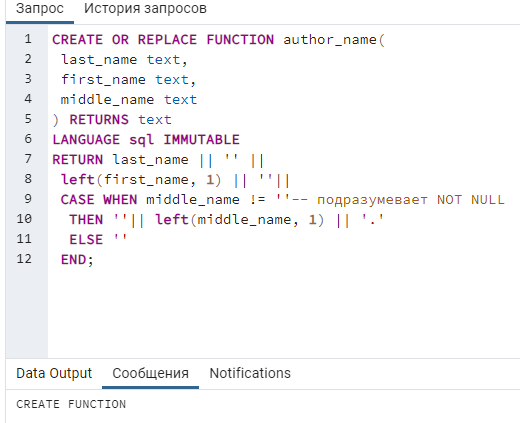 Запрос История запросов
1 CREATE OR REPLACE FUNCTION author_name(
2 last_name text,
3 first_name text,
4 middle_name text
5 ) RETURNS text
6 LANGUAGE sql IMMUTABLE
7 RETURN last_name || '' ||
8 left(first_name, 1) || ''||
9 CASE WHEN middle_name != ''-- подразумевает NOT NULL
10 THEN ''|| left(middle_name, 1) || '.'
11 ELSE ''
12 END;
Data Output Сообщения Notifications
CREATE FUNCTION